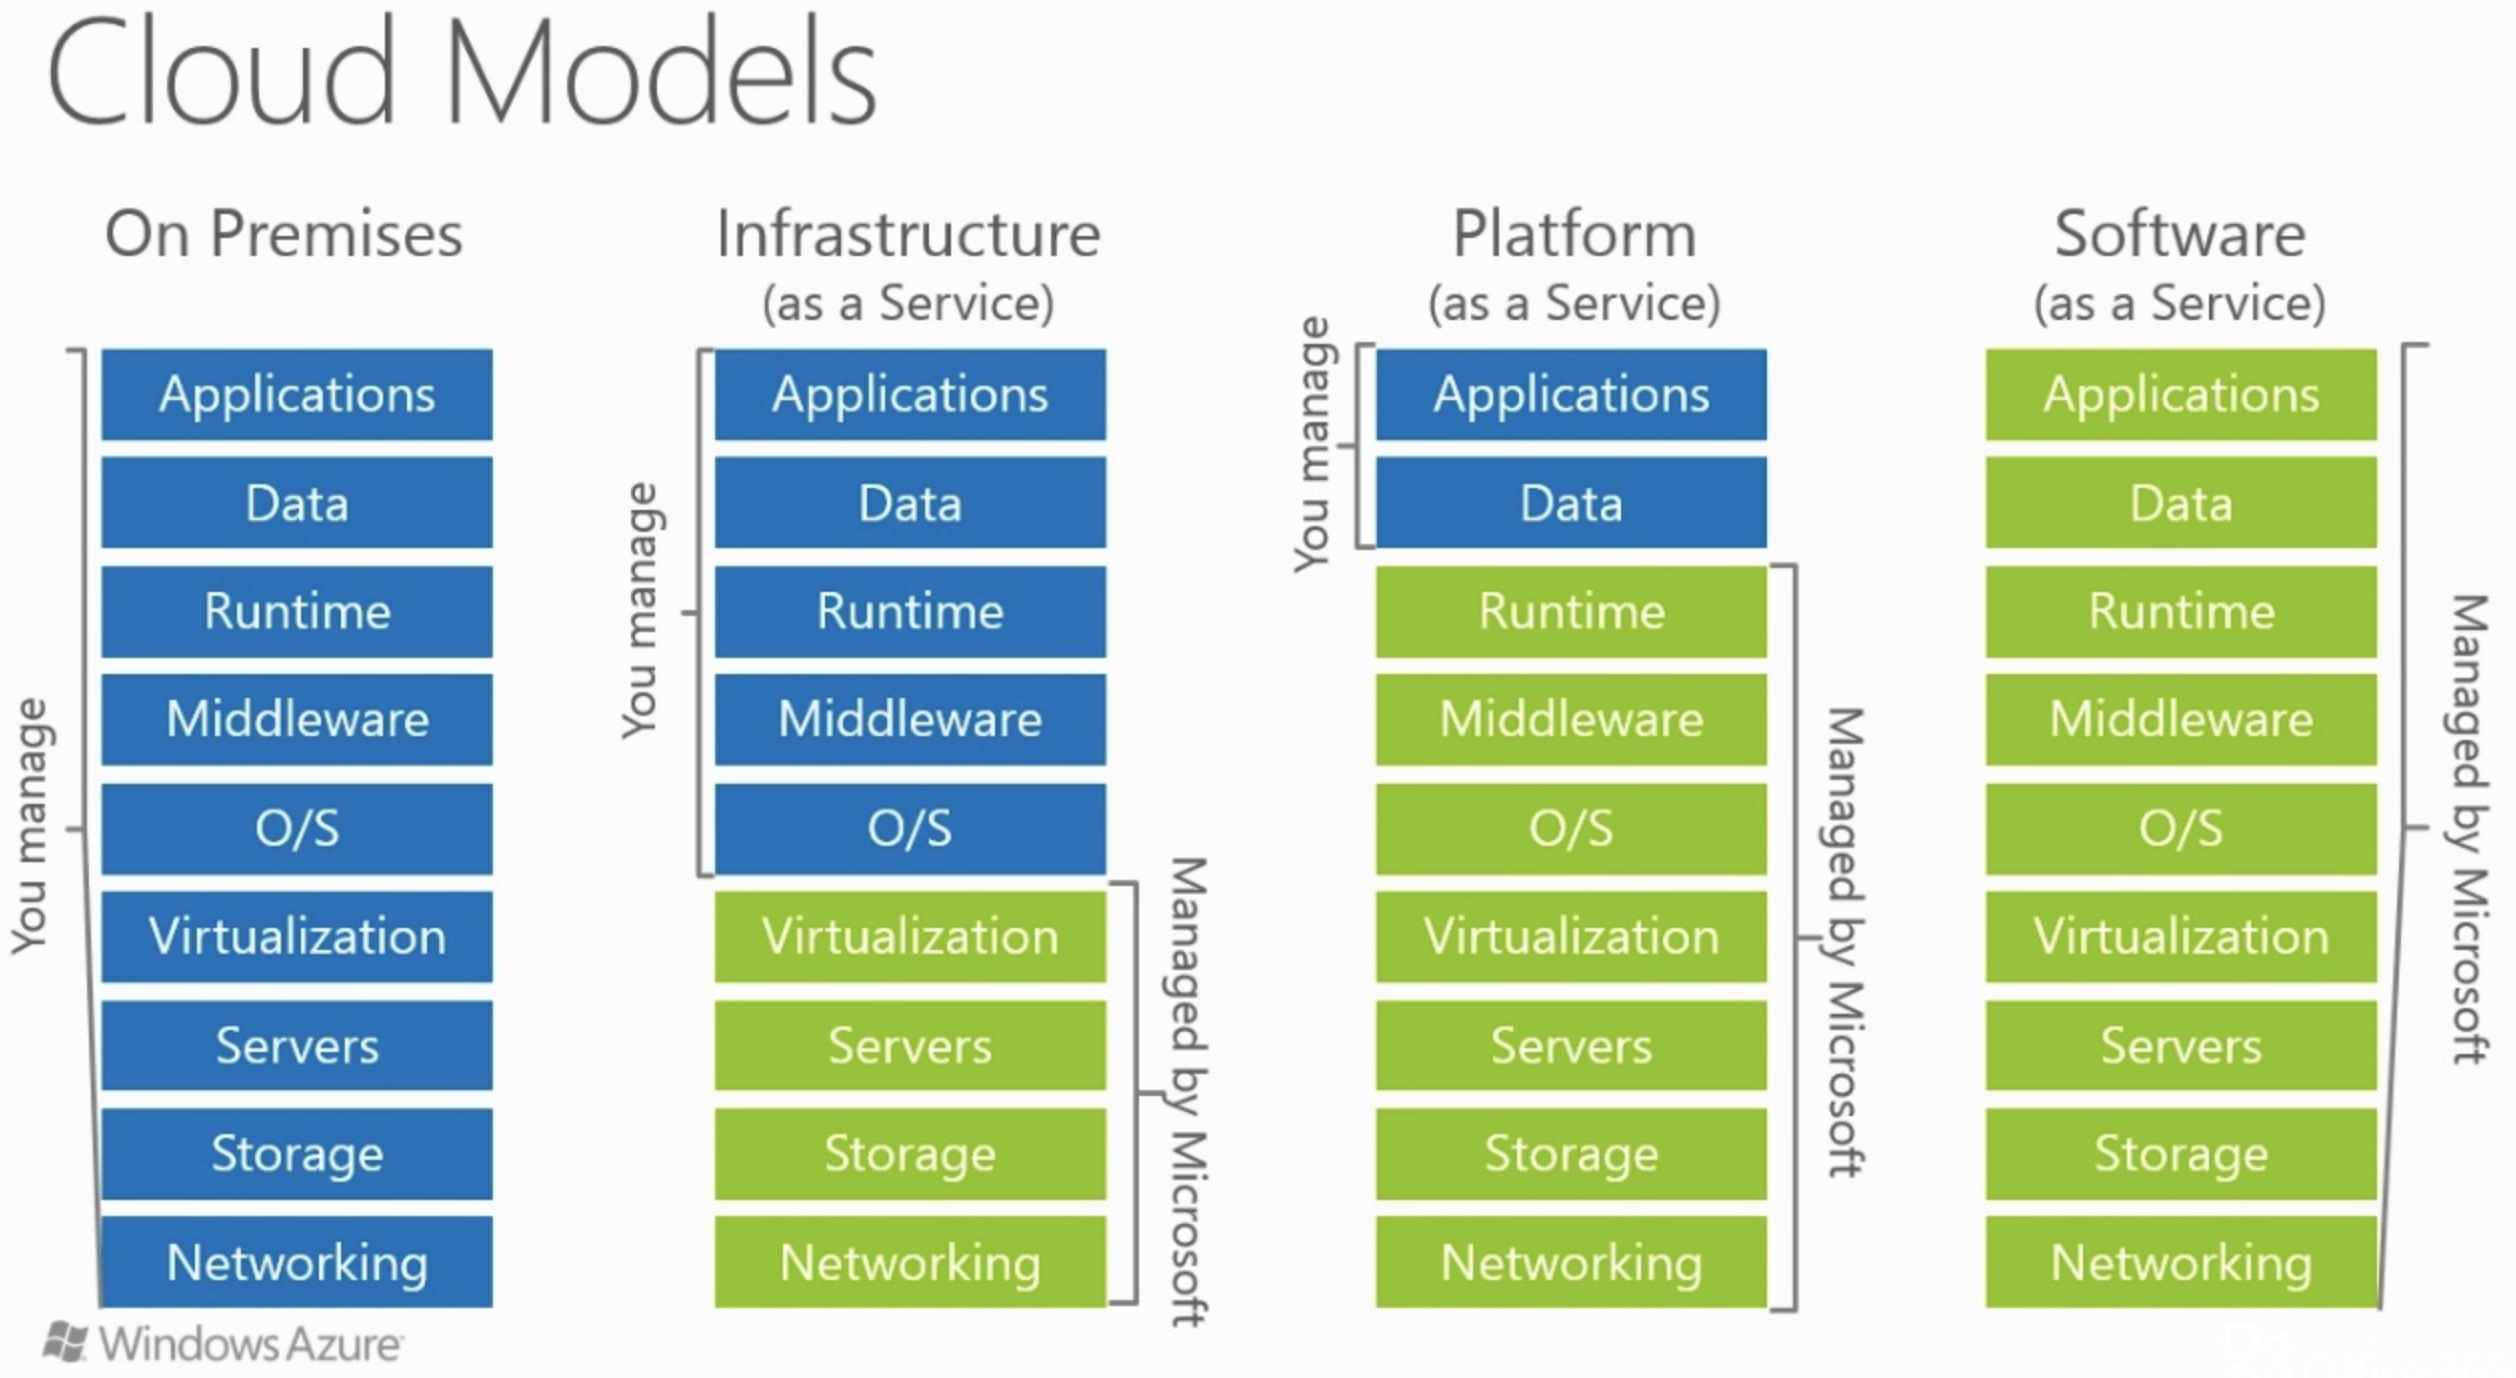 Cloud Models
On Premises
You manage
Applications
Data
Runtime
Middleware
O/S
Virtualization
Servers
Storage
Networking
Infrastructure
(as a Service)
You manage
Applications
Data
Runtime
Middleware
O/S
Virtualization
Servers
Storage
Networking
Managed by Microsoft
Platform
(as a Service)
You manage
Applications
Data
Runtime
Middleware
O/S
Virtualization
Servers
Storage
Networking
Managed by Microsoft
Software
(as a Service)
Applications
Data
Runtime
Middleware
O/S
Virtualization
Servers
Storage
Networking
Managed by Microsoft
Windows Azure